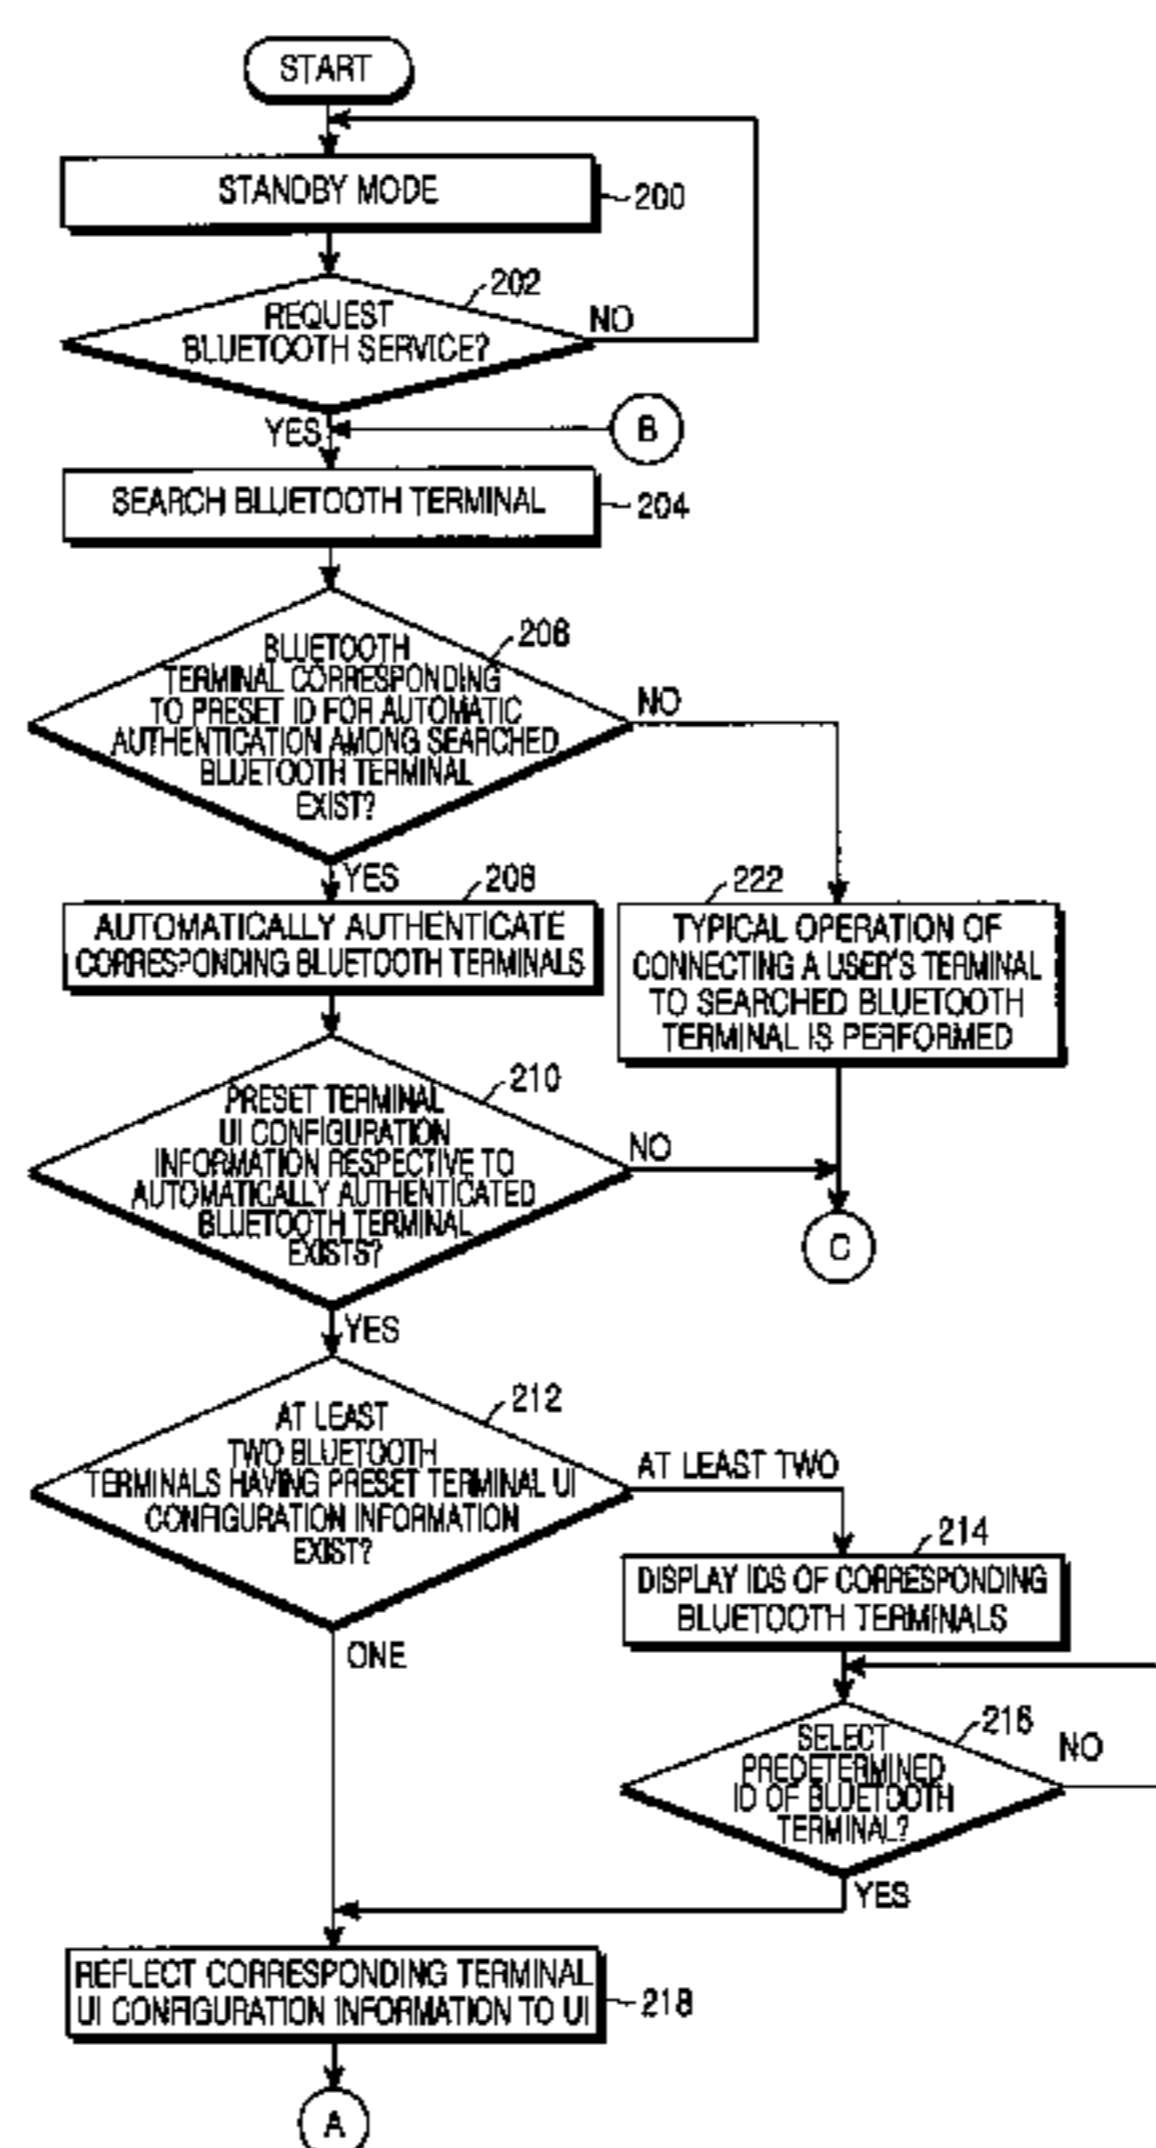 START
STANDBY MODE
200
202
REQUEST
BLUETOOTH SERVICE?
NO
YES
B
SEARCH BLUETOOTH TERMINAL
204
206
BLUETOOTH
TERMINAL CORRESPONDING
TO PRESET ID FOR AUTOMATIC
AUTHENTICATION AMONG SEARCHED
BLUETOOTH TERMINAL
EXIST?
NO
YES
208
AUTOMATICALLY AUTHENTICATE
CORRESPONDING BLUETOOTH TERMINALS
222
TYPICAL OPERATION OF
CONNECTING A USER'S TERMINAL
TO SEARCHED BLUETOOTH
TERMINAL IS PERFORMED
210
PRESET TERMINAL
UI CONFIGURATION
INFORMATION RESPECTIVE TO
AUTOMATICALLY AUTHENTICATED
BLUETOOTH TERMINAL
EXISTS?
NO
C
YES
212
AT LEAST
TWO BLUETOOTH
TERMINALS HAVING PRESET TERMINAL UI
CONFIGURATION INFORMATION
EXIST?
AT LEAST TWO
ONE
214
DISPLAY IDS OF CORRESPONDING
BLUETOOTH TERMINALS
216
SELECT
PREDETERMINED
ID OF BLUETOOTH
TERMINAL?
NO
YES
REFLECT CORRESPONDING TERMINAL
UI CONFIGURATION INFORMATION TO UI
218
A